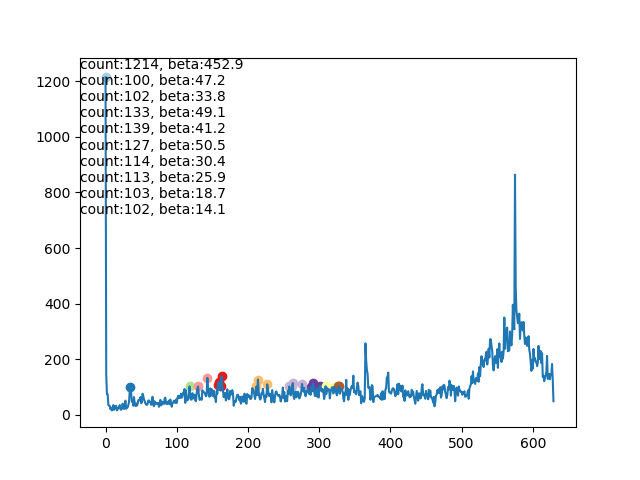 count:1214, beta:452.9
count:100, beta:47.2
count:102, beta:33.8
count:133, beta:49.1
count:139, beta:41.2
count:127, beta:50.5
count:114, beta:30.4
count:113, beta:25.9
count:103, beta:18.7
count:102, beta:14.1
1200
1000
800
600
400
200
0
0 100 200 300 400 500 600